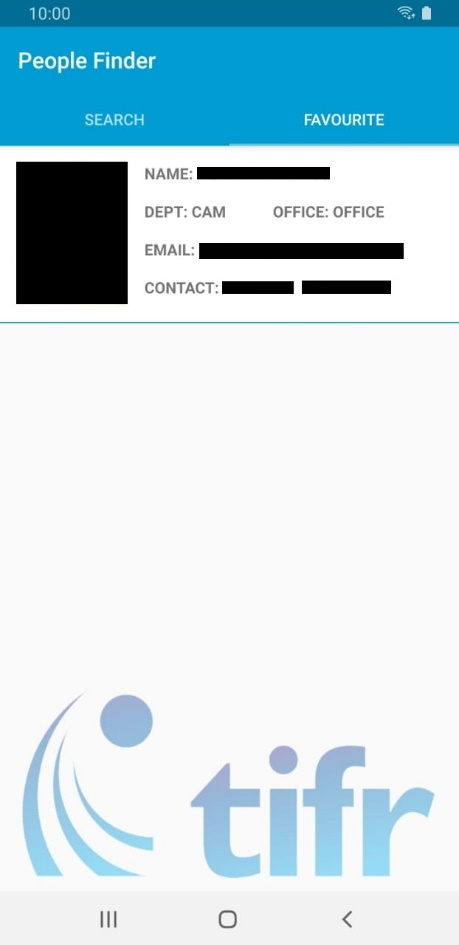 10:00
People Finder
SEARCH FAVOURITE
NAME:
DEPT: CAM OFFICE: OFFICE
EMAIL:
CONTACT:
tifr